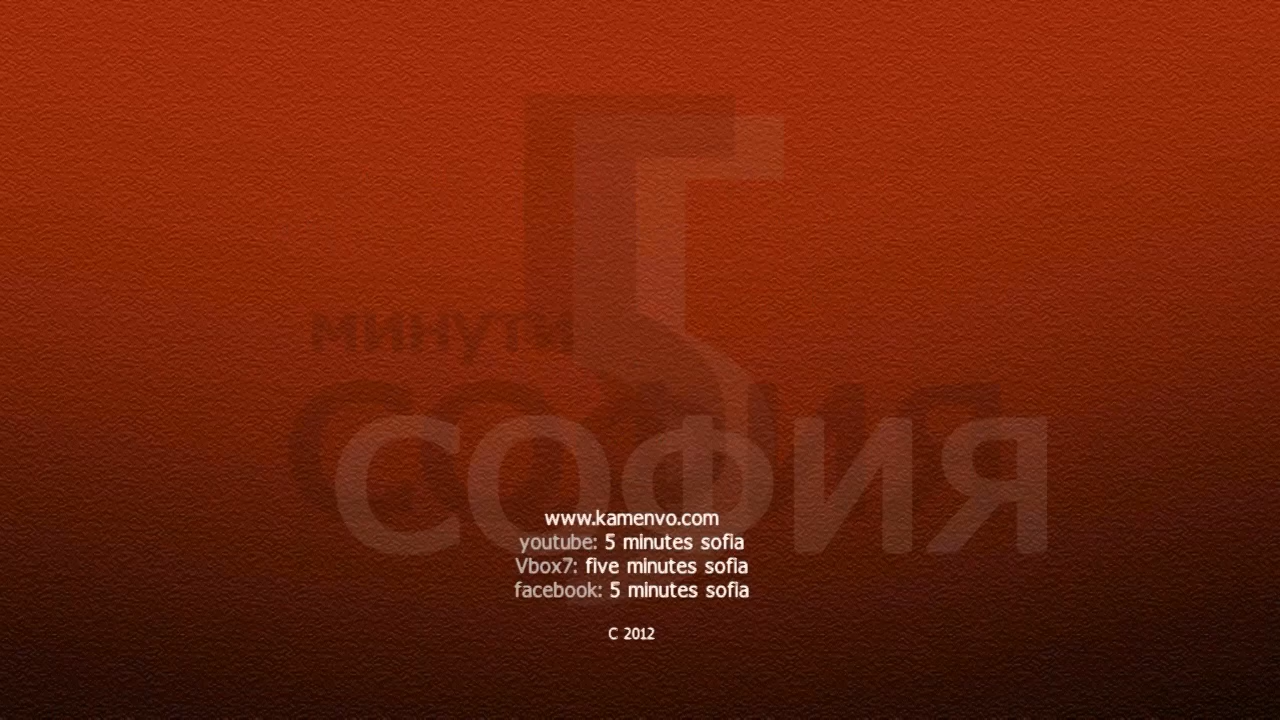 5
минути
София
www.kamenvo.com
youtube: 5 minutes sofia
Vbox7: five minutes sofia
facebook: 5 minutes sofia
C 2012